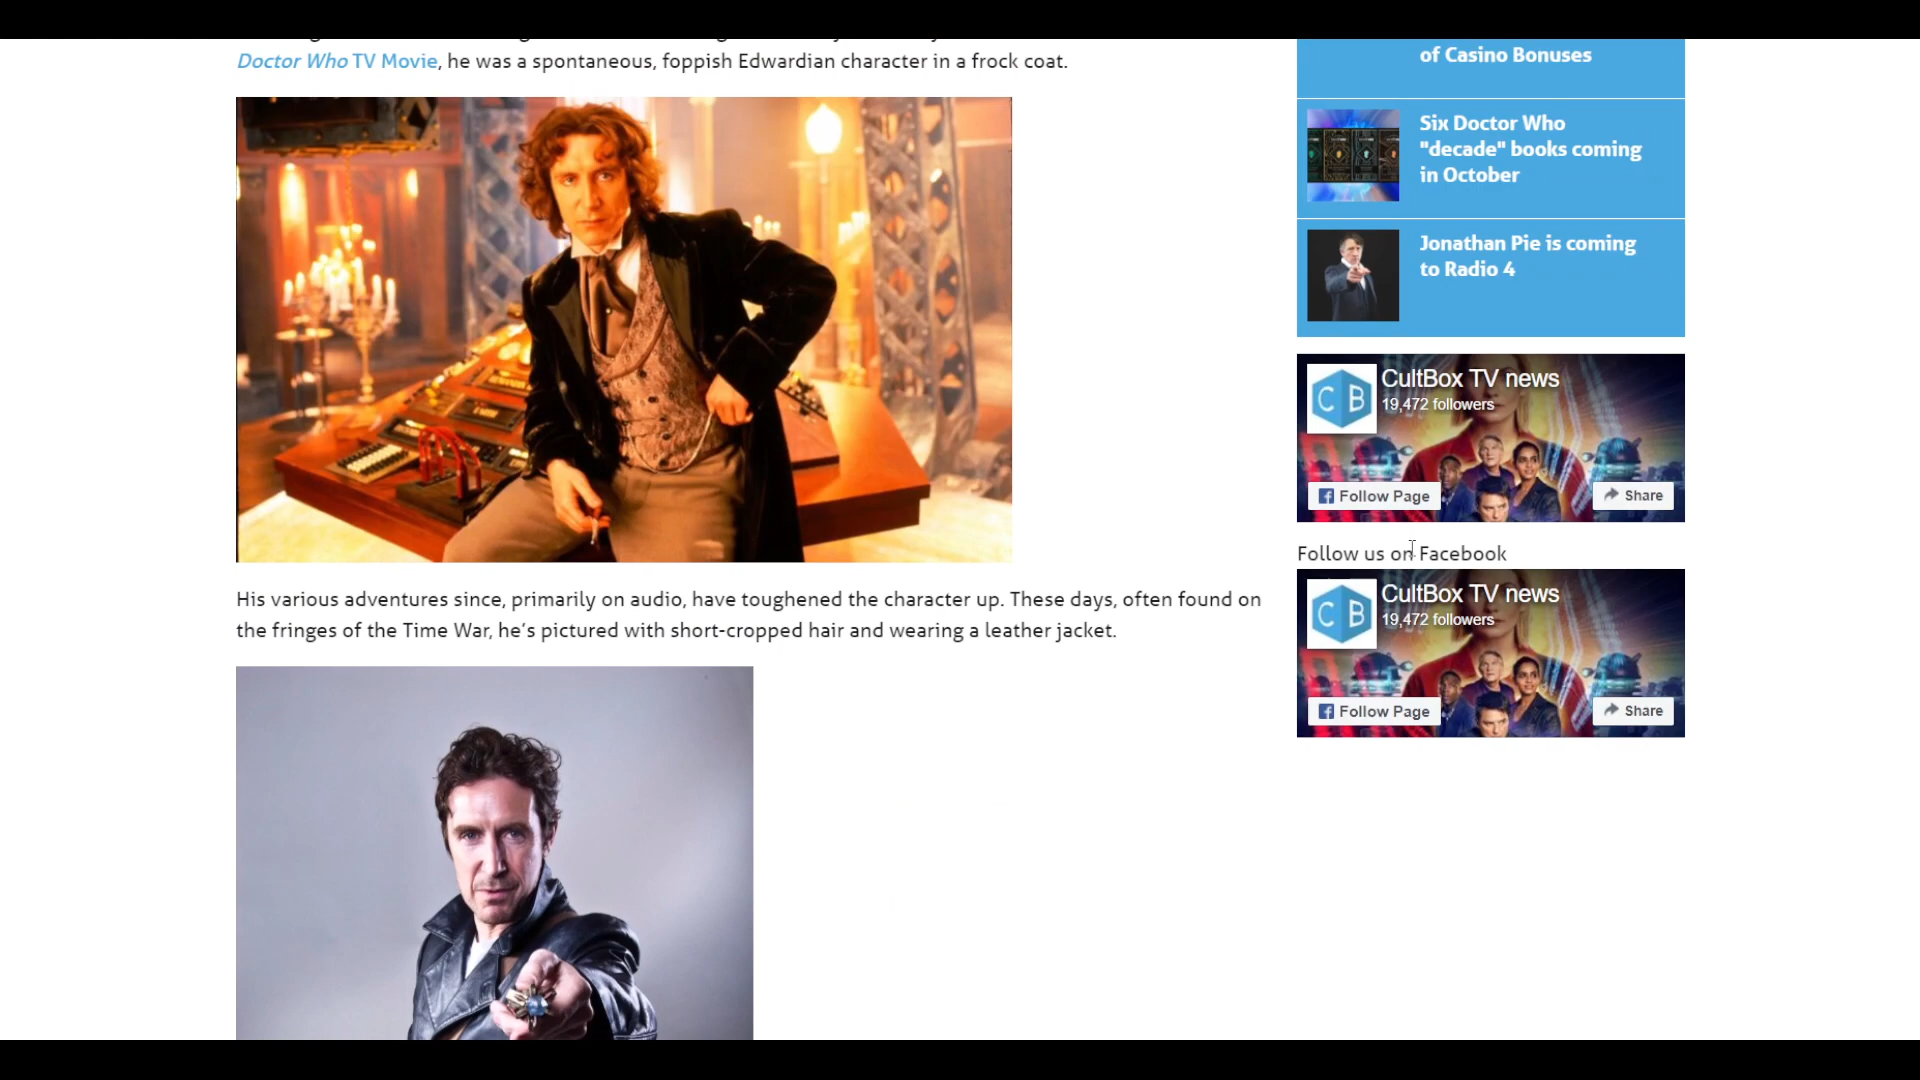 Doctor Who TV Movie, he was a spontaneous, foppish Edwardian character in a frock coat.
His various adventures since, primarily on audio, have toughened the character up. These days, often found on
the fringes of the Time War, he’s pictured with short-cropped hair and wearing a leather jacket.
of Casino Bonuses
Six Doctor Who
"decade" books coming
in October
Jonathan Pie is coming
to Radio 4
CB
CultBox TV news
19,472 followers
Follow Page
Share
Follow us on Facebook
CB
CultBox TV news
19,472 followers
Follow Page
Share